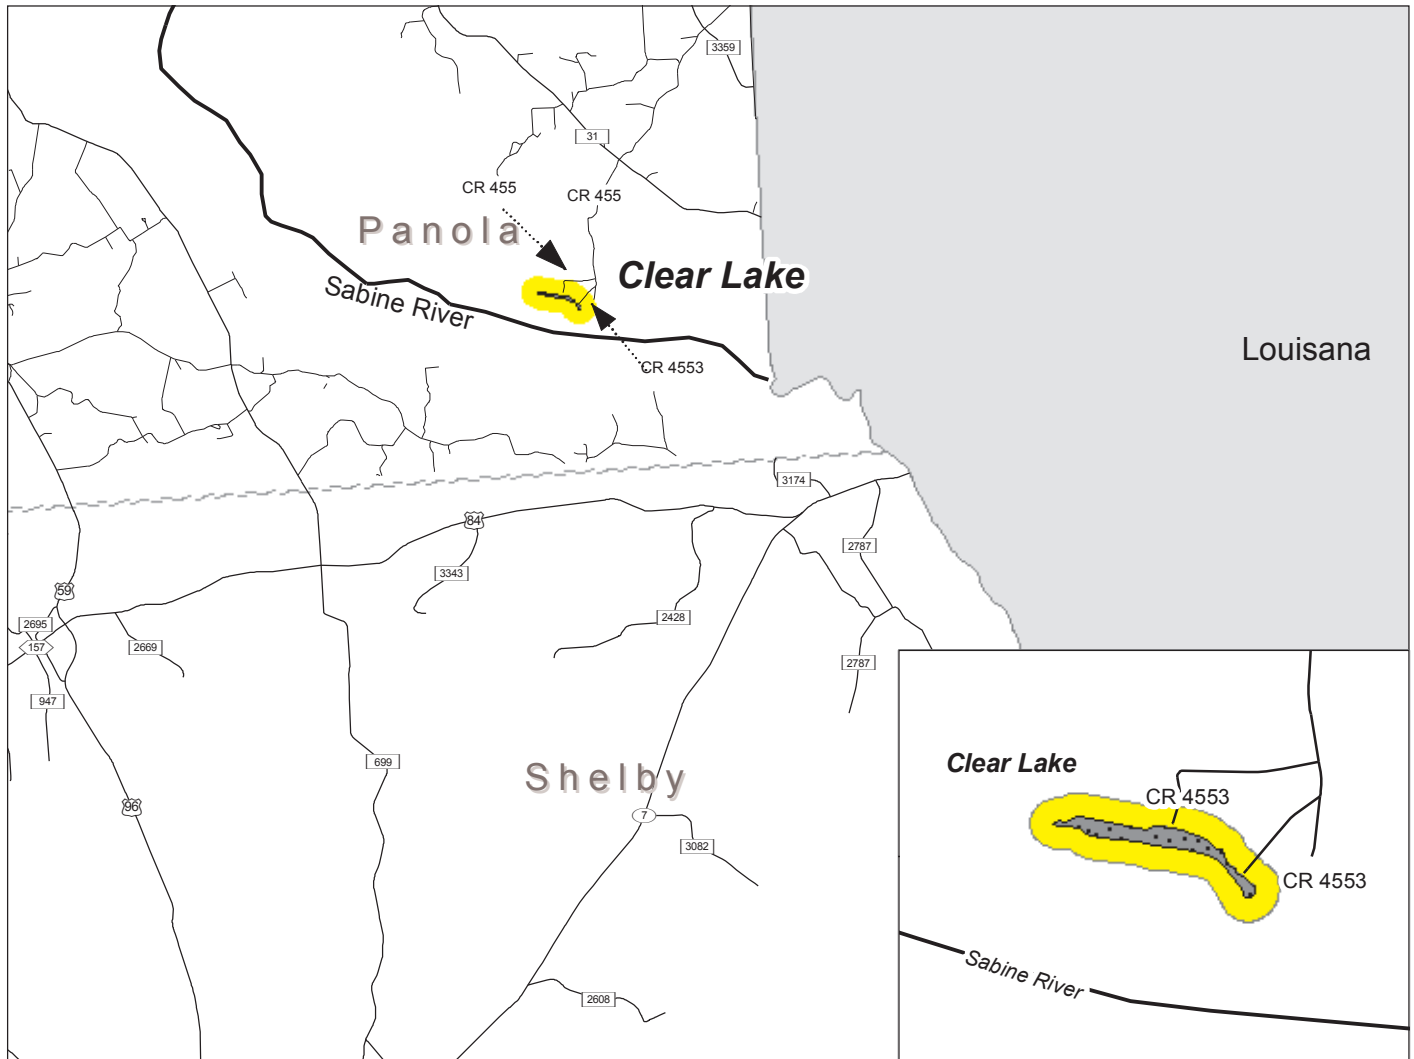 3359
31
CR 455
CR 455
Panola
Clear Lake
Sabine River
Louisana
CR 4553
3174
84
2787
3343
59
2428
2695
157
2669
2787
947
699
Shelby
96
7
3082
2608
Clear Lake
CR 4553
CR 4553
Sabine River